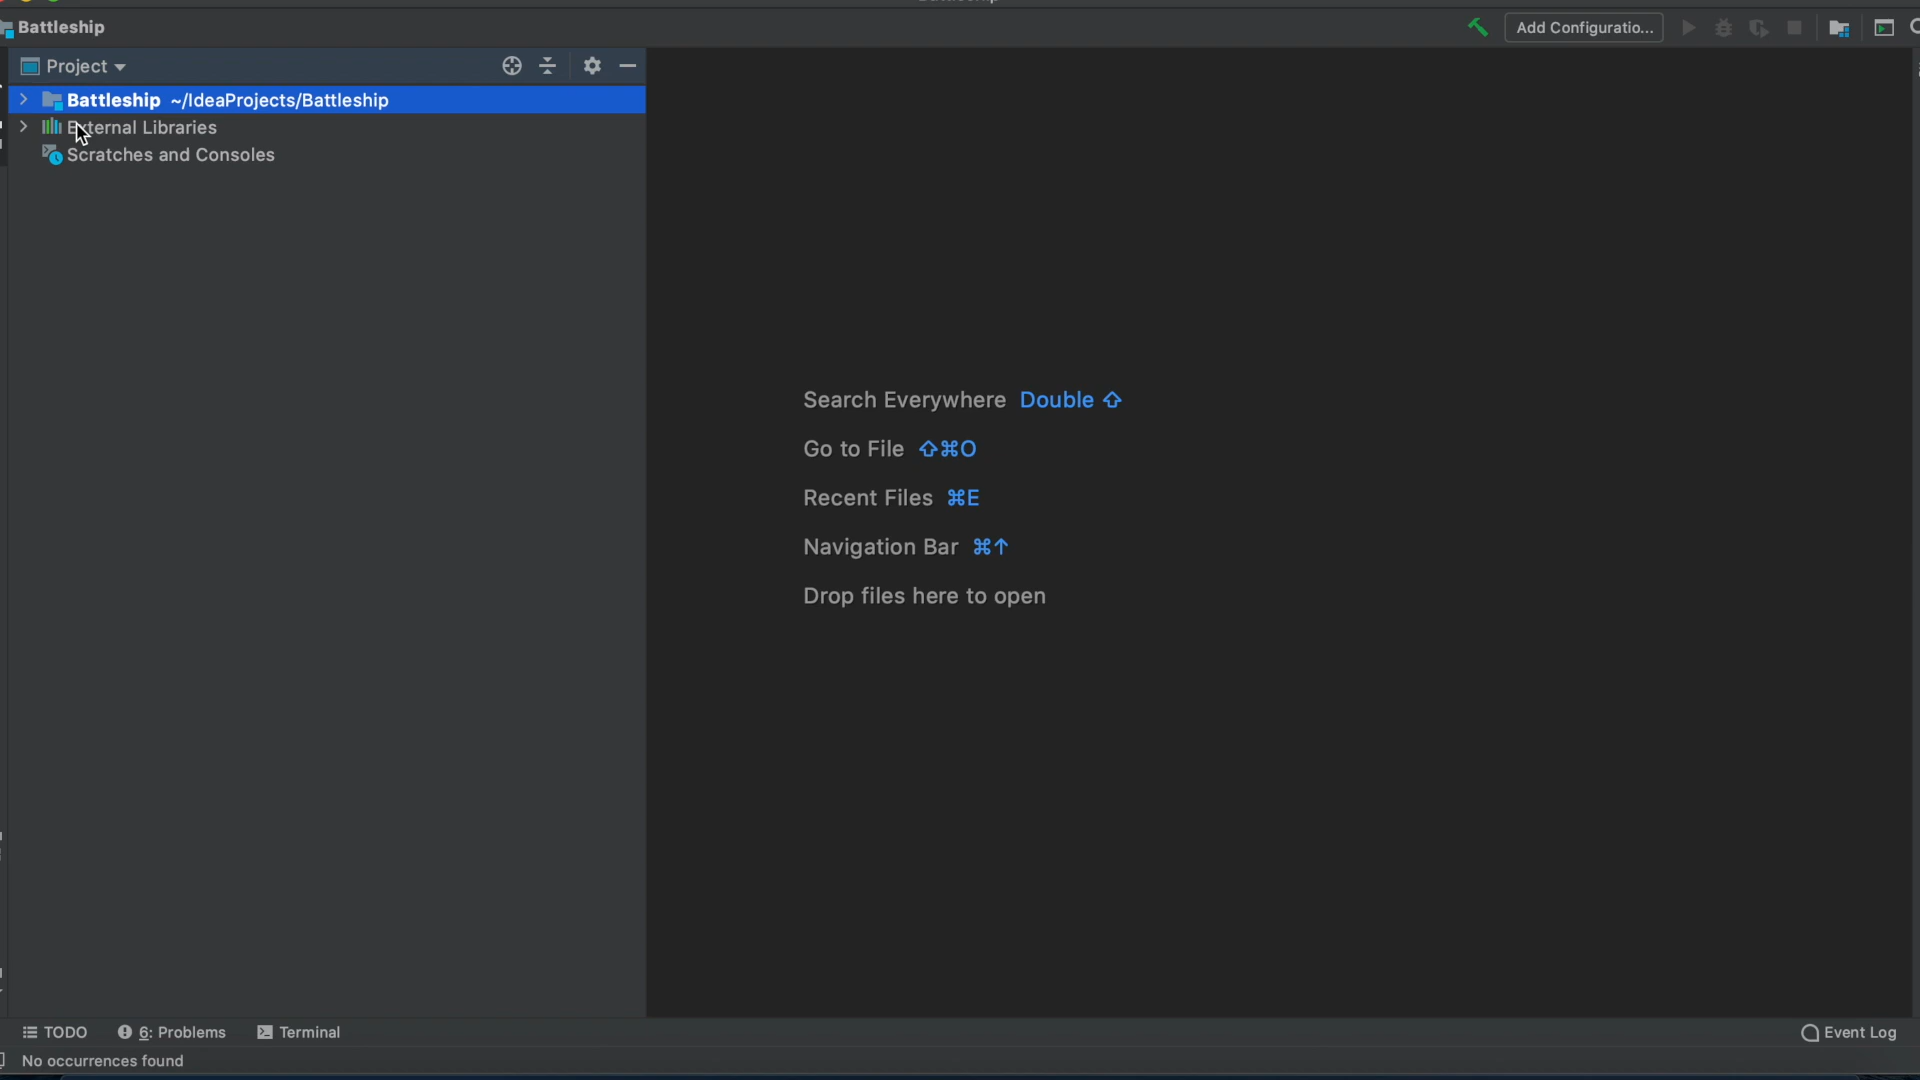 Battleship
Add Configuratio...
Project
Battleship ~/IdeaProjects/Battleship
External Libraries
Scratches and Consoles
Search Everywhere Double ⇧
Go to File ⇧⌘O
Recent Files ⌘E
Navigation Bar ⌘↑
Drop files here to open
TODO
6: Problems
Terminal
Event Log
No occurrences found